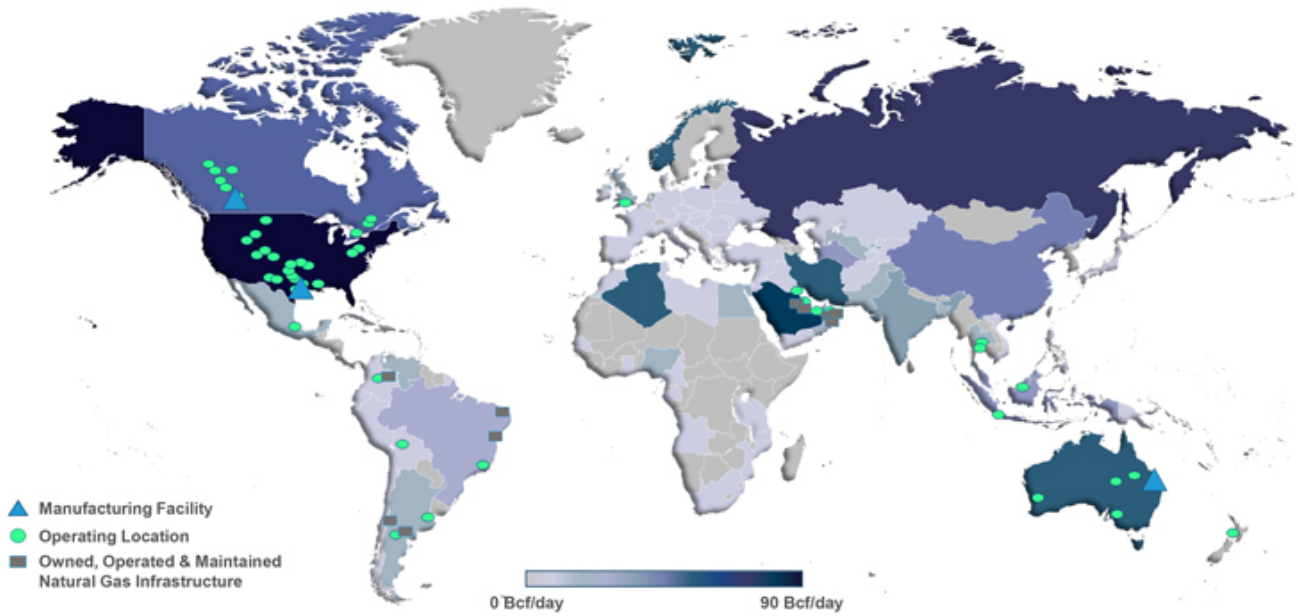 Manufacturing Facility
Operating Location
Owned, Operated & Maintained
Natural Gas Infrastructure
0 Bcf/day
90 Bcf/day